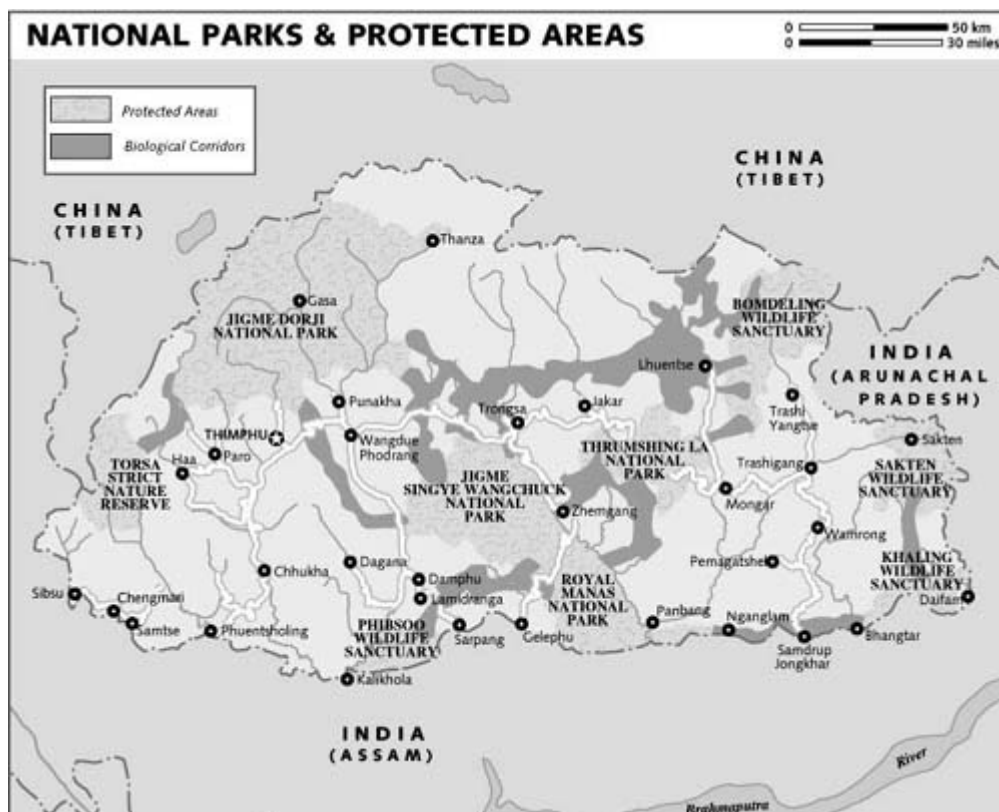 NATIONAL PARKS & PROTECTED AREAS
0 50 km
0 30 miles
Protected Areas
Biological Corridors
CHINA
(TIBET)
CHINA
(TIBET)
Thanza
Gasa
JIGME DORJI
NATIONAL PARK
BOMDELING
WILDLIFE
SANCTUARY
INDIA
(ARUNACHAL
PRADESH)
Lhuentse
Punakha
Trongsa
Jakar
Trashi
Yangtse
THIMPHU
Wangdue
Phodrang
Sakten
Haa
Paro
THRUMSHING LA
NATIONAL
PARK
Trashigang
TORSA
STRICT
NATURE
RESERVE
JIGME
SINGYE WANGCHUCK
NATIONAL
PARK
SAKTEN
WILDLIFE
SANCTUARY
Mongar
Zhemgang
Wamrong
Chhukha
Dagana
Pemagatshel
KHALING
WILDLIFE
SANCTUARY
Damphu
Lamidranga
ROYAL
MANAS
NATIONAL
PARK
Sibsu
Chengmari
Daifam
Samtse
Phuentsholing
PHIBSOO
WILDLIFE
SANCTUARY
Sarpang
Gelephu
Panbang
Nganglam
Samdrup
Jongkhar
Bhangtar
Kalikhola
INDIA
(ASSAM)
Brahmaputra
River